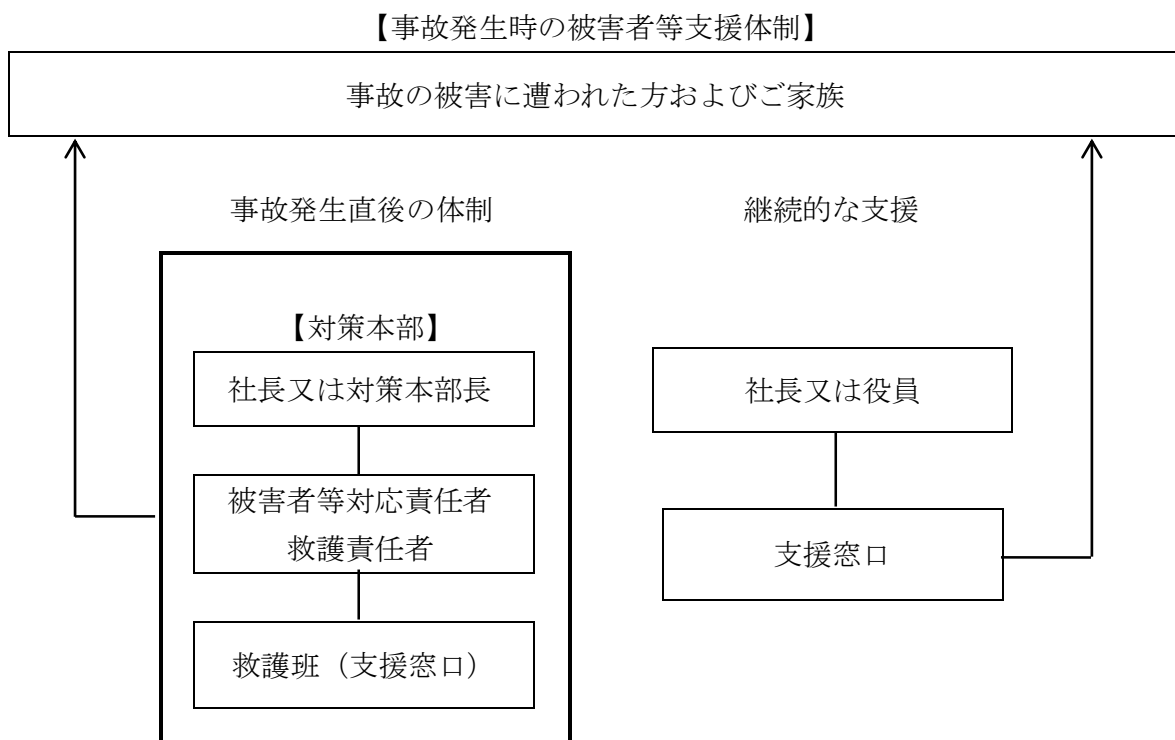 【事故発生時の被害者等支援体制】
事故の被害に遭われた方およびご家族
事故発生直後の体制
継続的な支援
【対策本部】
社長又は対策本部長
社長又は役員
被害者等対応責任者
救護責任者
支援窓口
救護班（支援窓口）